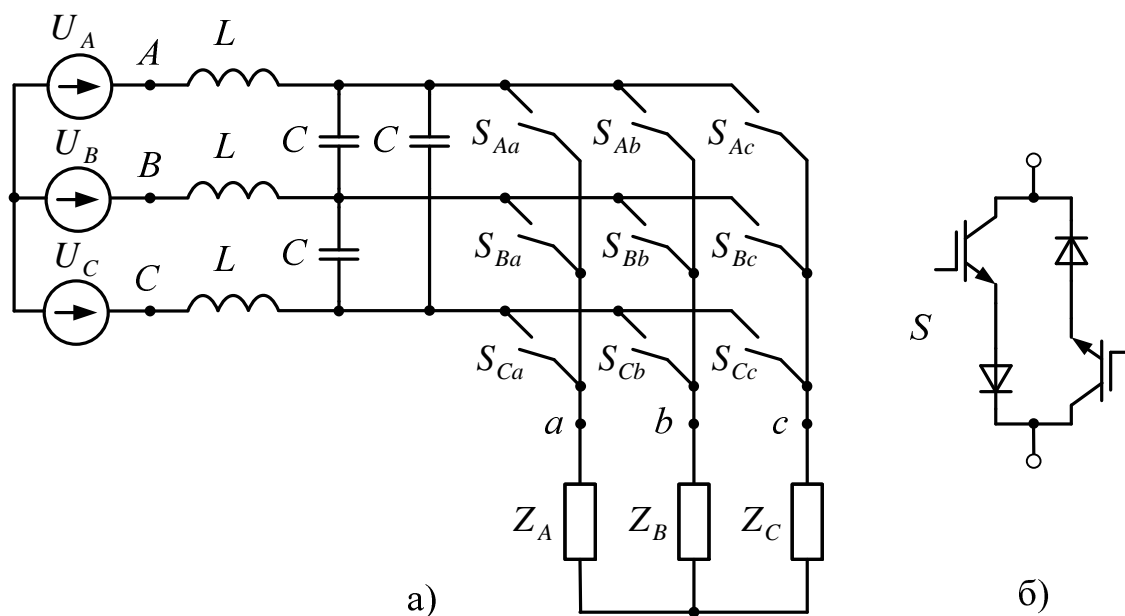 U_A A L
C C S_Aa S_Ab S_Ac
U_B B L
C S_Ba S_Bb S_Bc
U_C C L
S S_Ca S_Cb S_Cc
a b c
Z_A Z_B Z_C
а) б)